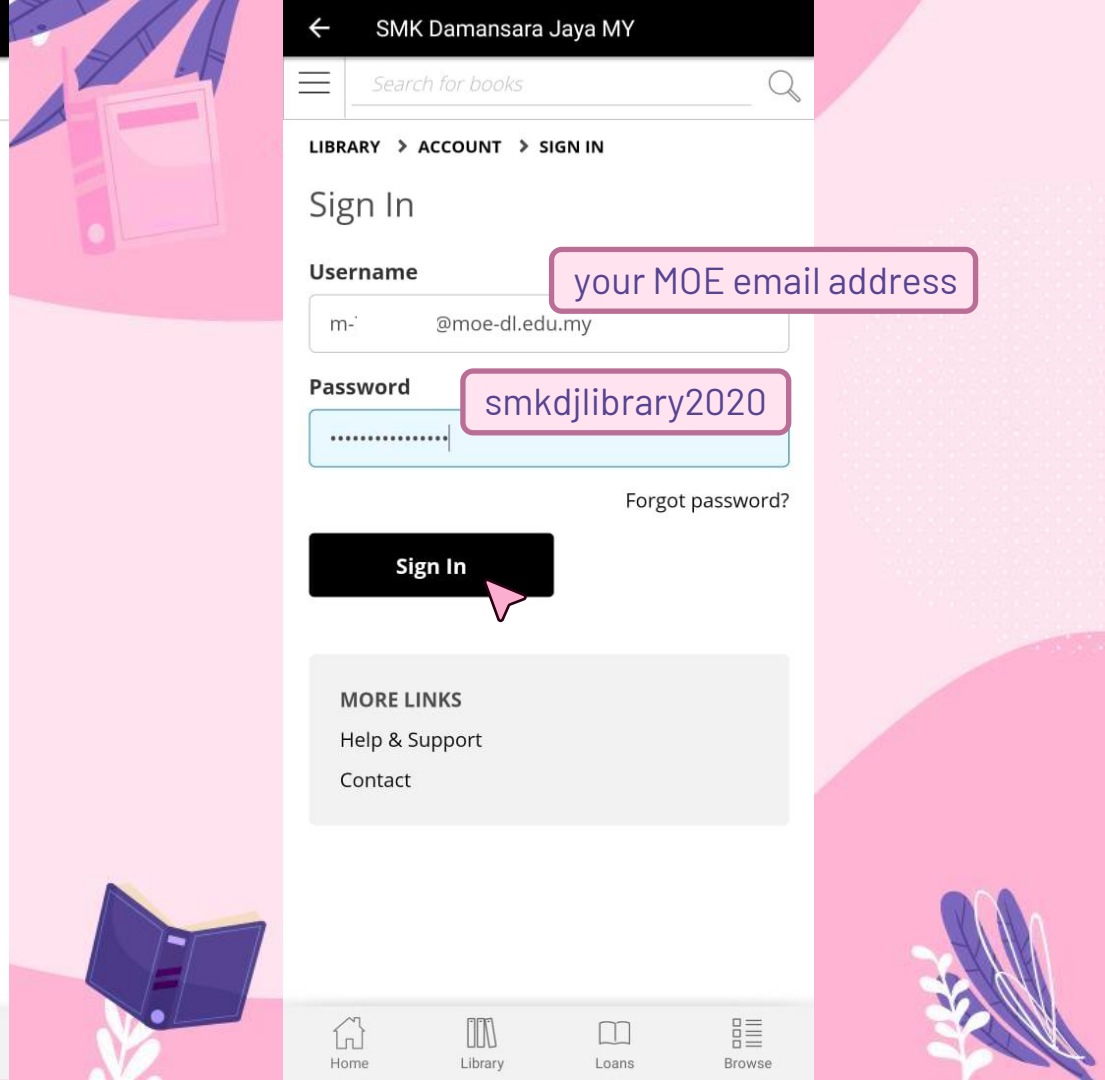 SMK Damansara Jaya MY
Search for books
LIBRARY > ACCOUNT > SIGN IN
Sign In
Username
your MOE email address
m- @moe-dl.edu.my
Password
smkdjlibrary2020
••••••••••••••••
Forgot password?
Sign In
MORE LINKS
Help & Support
Contact
Home Library Loans Browse